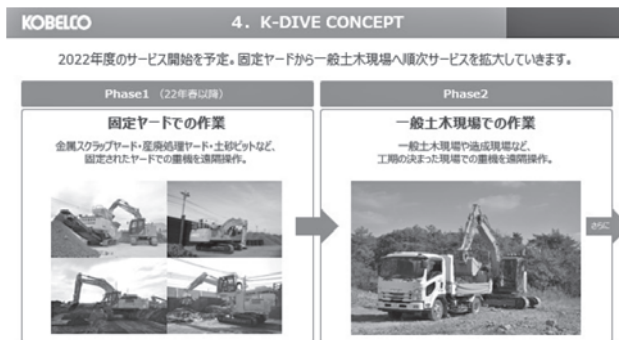 KOBELCO
4. K-DIVE CONCEPT
2022年度のサービス開始を予定。固定ヤードから一般土木現場へ順次サービスを拡大していきます。
Phase1 (22年春以降)
固定ヤードでの作業
金属スクラップヤード・産廃処理ヤード・土砂ピットなど、
固定されたヤードでの重機を遠隔操作。
Phase2
一般土木現場での作業
一般土木現場や造成現場など、
工期の決まった現場での重機を遠隔操作。
さらに